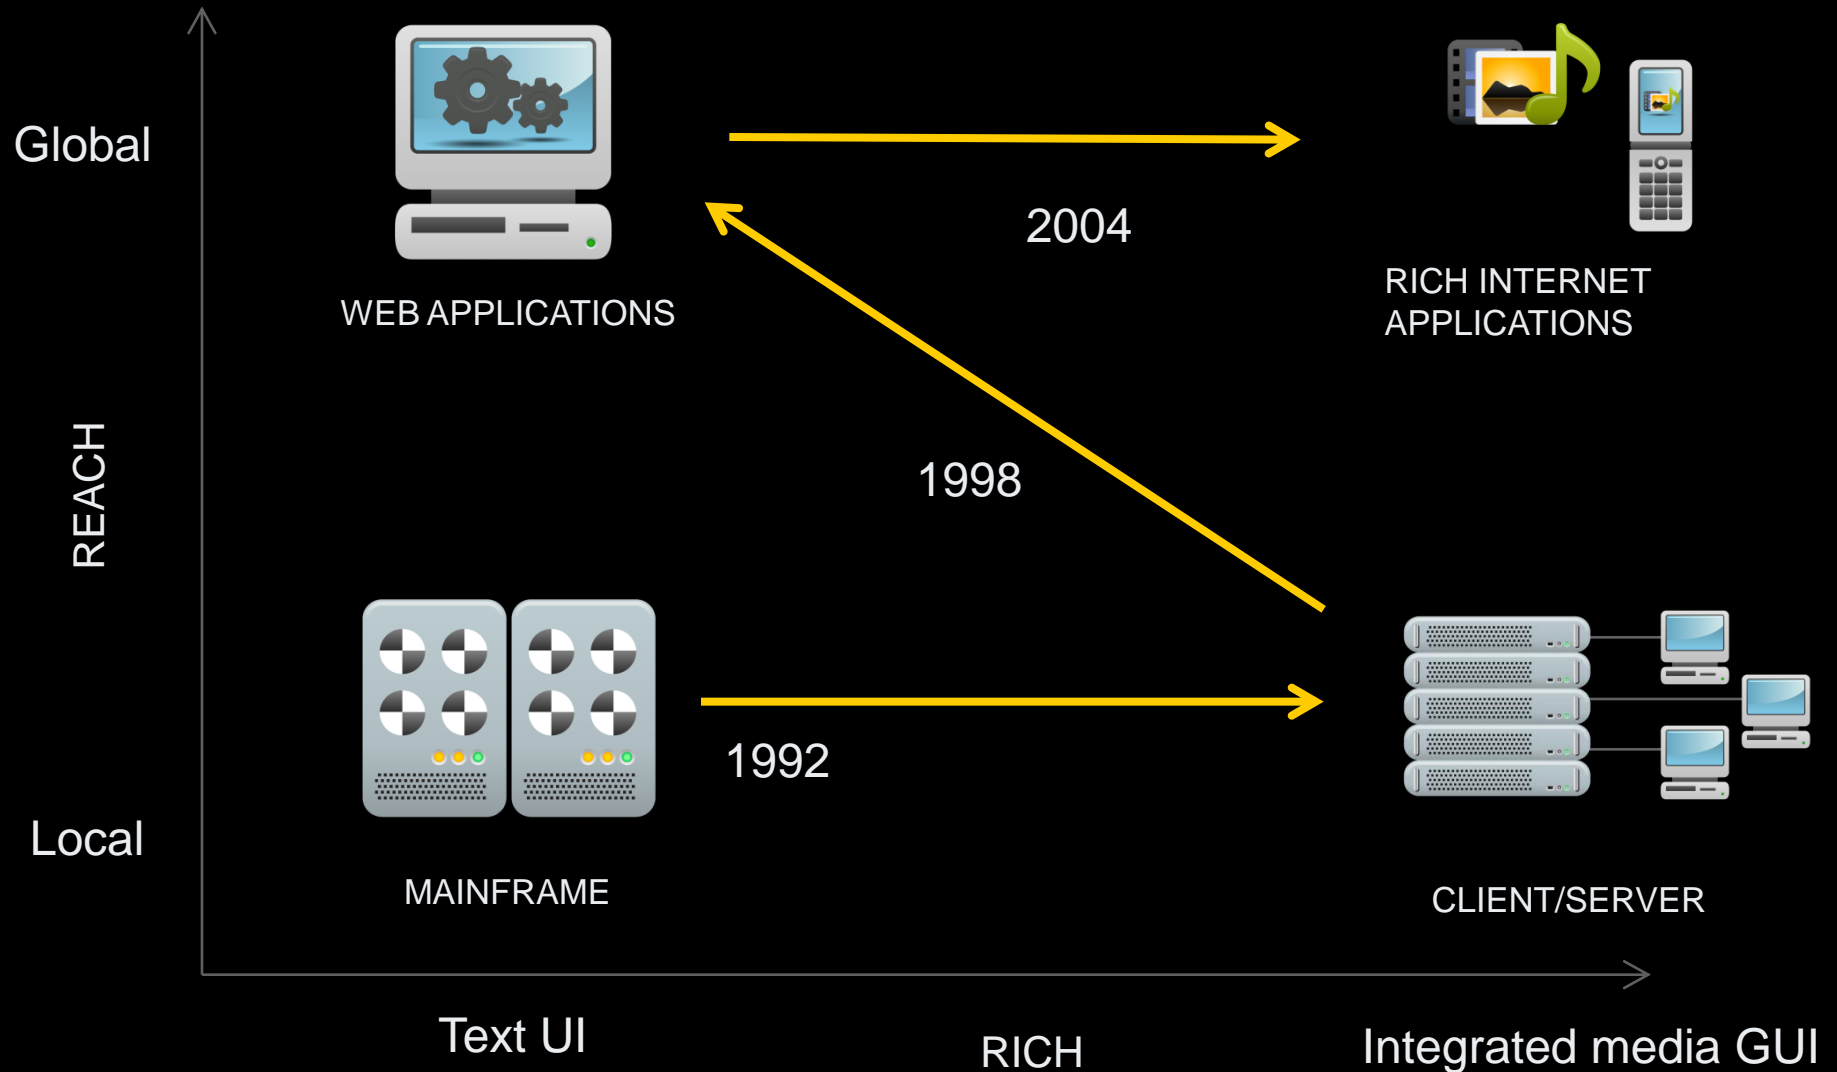 Global
2004
WEB APPLICATIONS
RICH INTERNET
APPLICATIONS
REACH
1998
1992
Local
MAINFRAME
CLIENT/SERVER
Text UI
RICH
Integrated media GUI